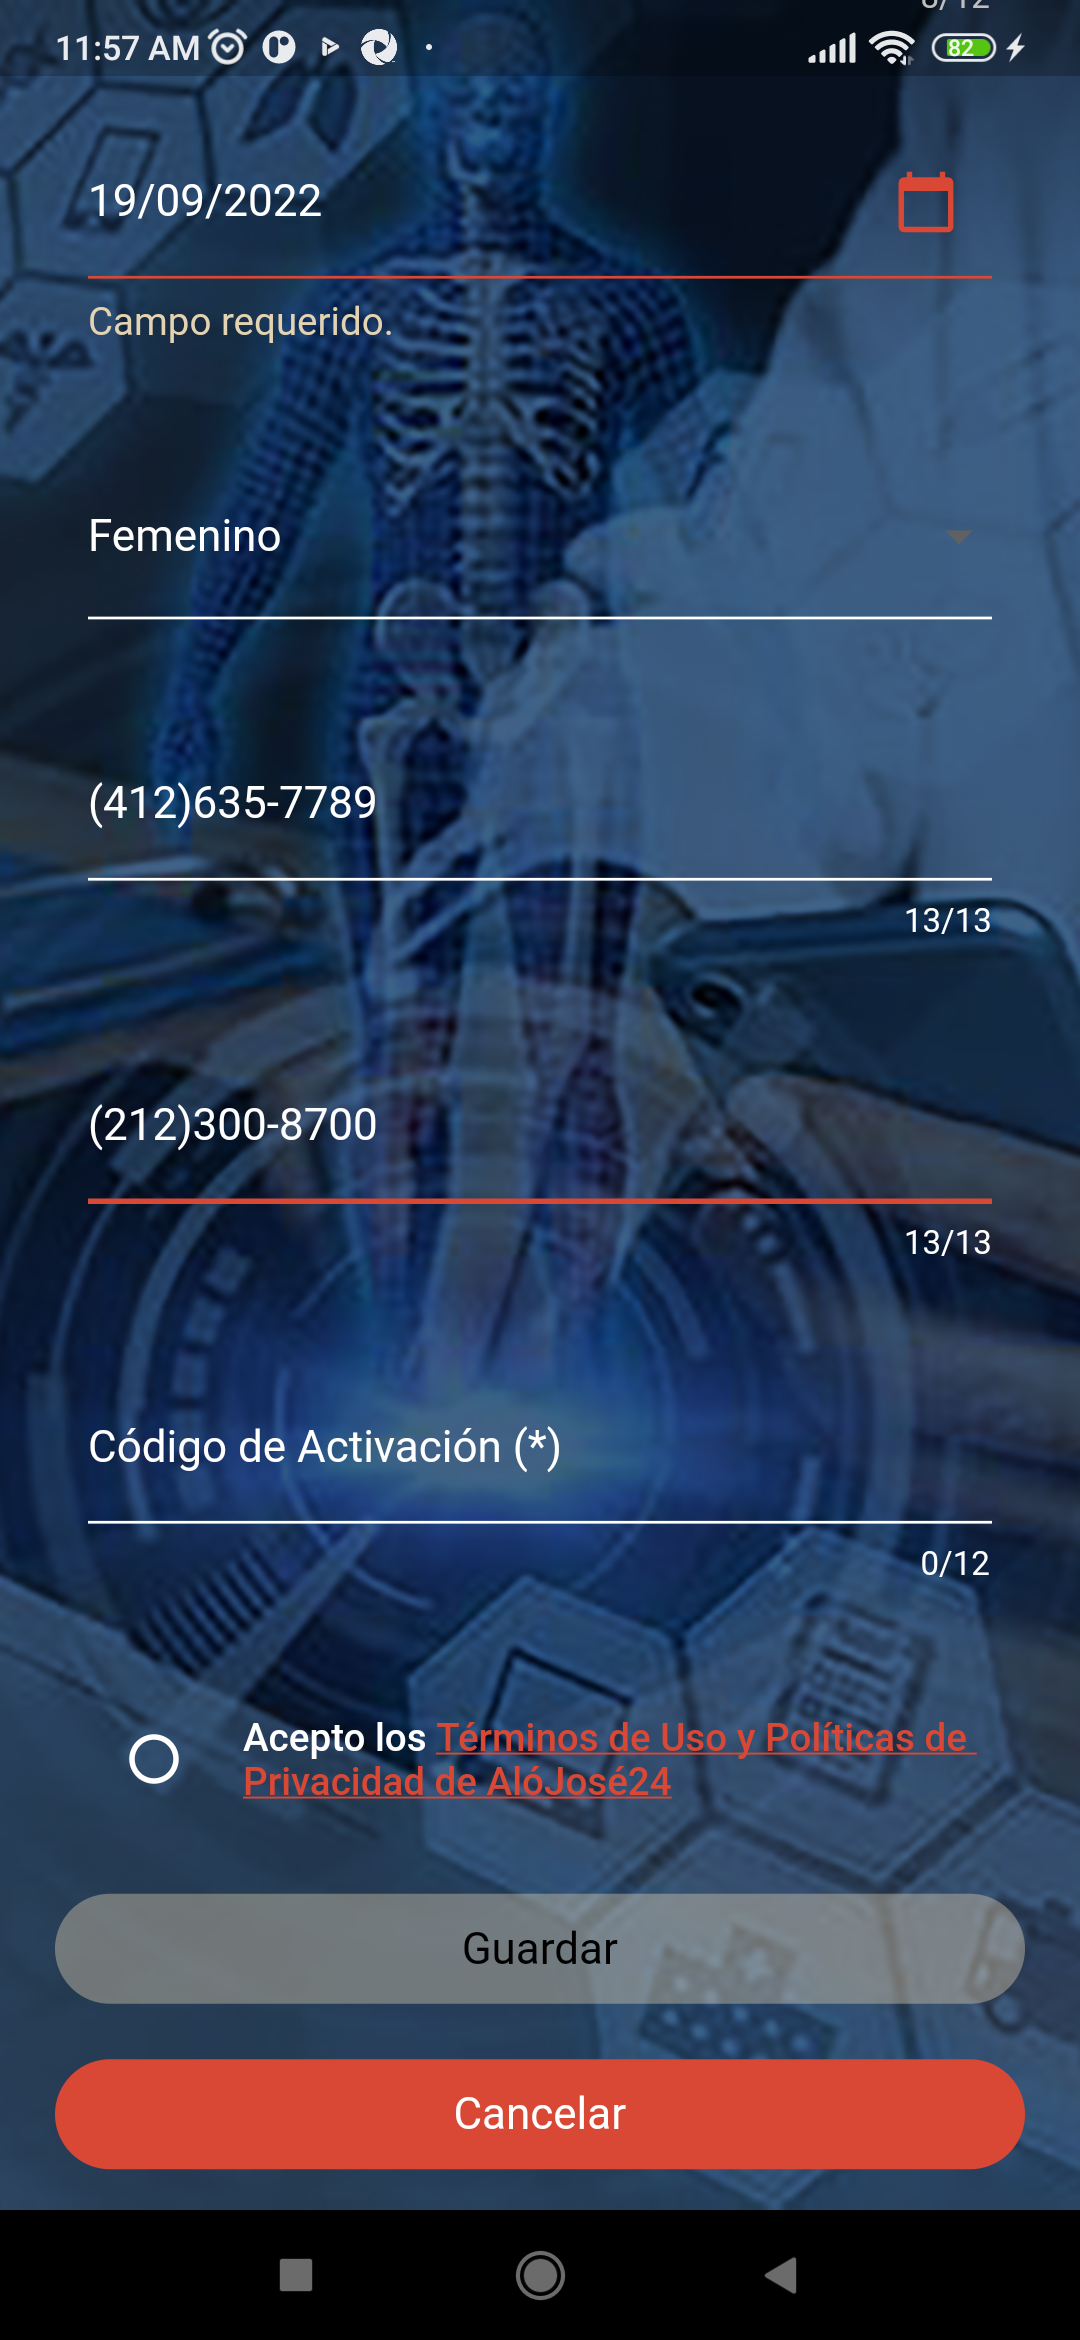 11:57 AM
82
19/09/2022
Campo requerido.
Femenino
(412)635-7789
13/13
(212)300-8700
13/13
Código de Activación (*)
0/12
Acepto los Términos de Uso y Políticas de
Privacidad de AlóJosé24
Guardar
Cancelar